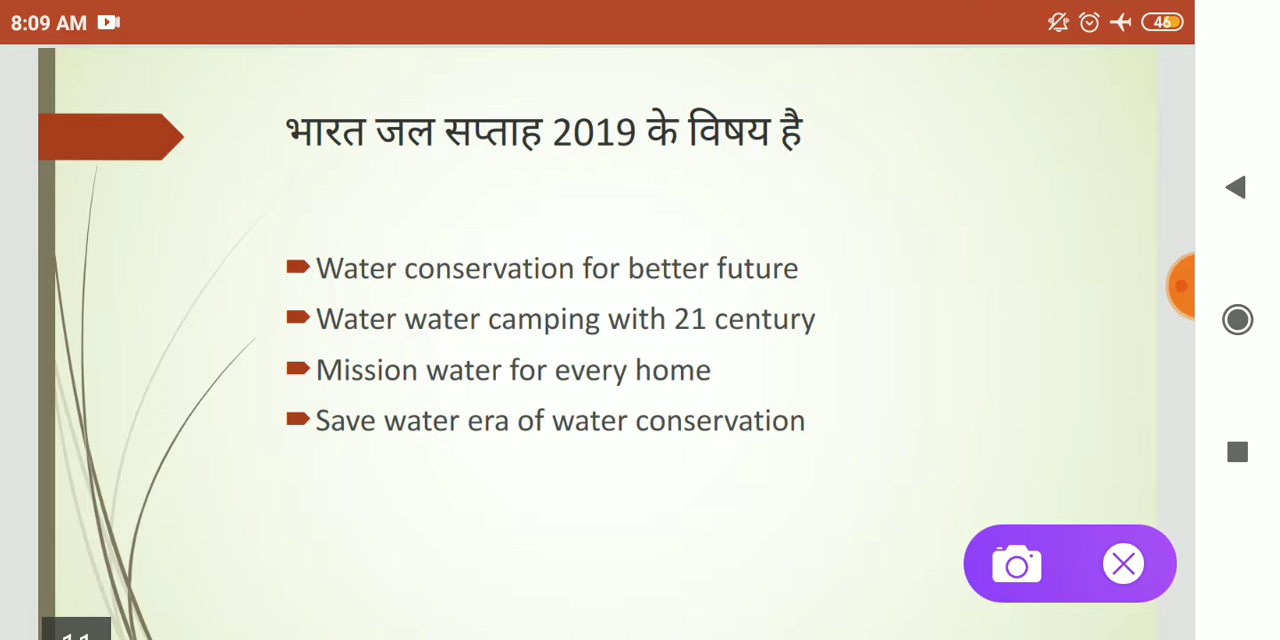 8:09 AM
46
भारत जल सप्ताह 2019 के विषय है
Water conservation for better future
Water water camping with 21 century
Mission water for every home
Save water era of water conservation